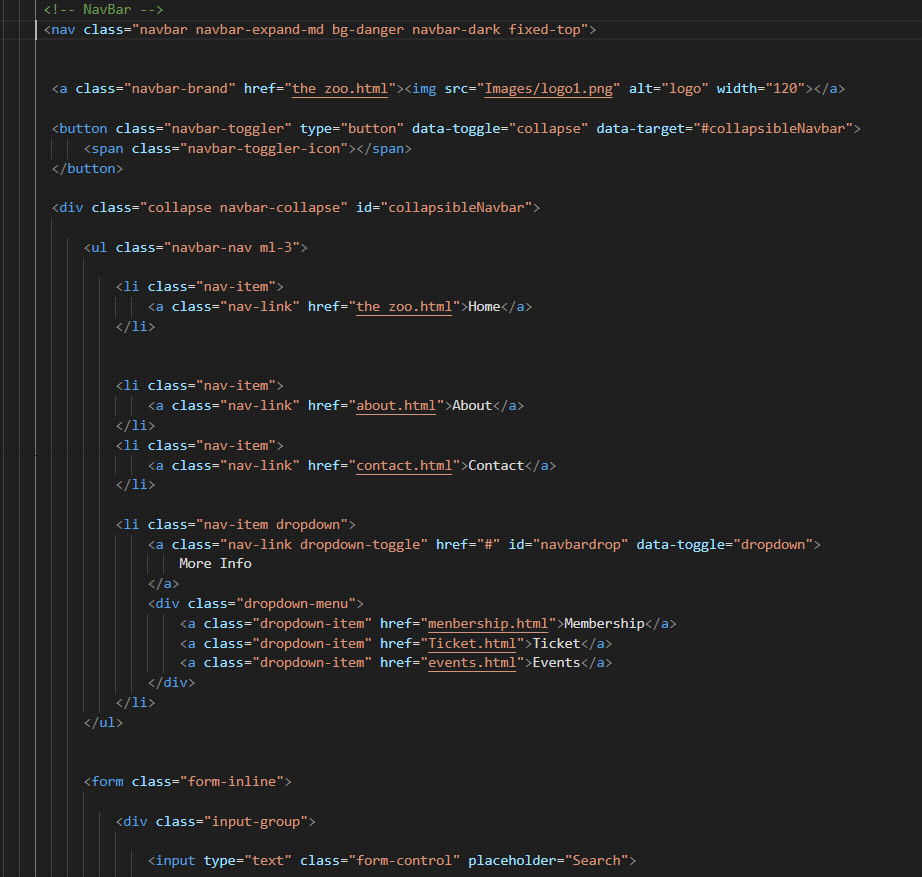 <!-- NavBar -->
<nav class="navbar navbar-expand-md bg-danger navbar-dark fixed-top">
<a class="navbar-brand" href="the zoo.html"><img src="Images/logo1.png" alt="logo" width="120"></a>
<button class="navbar-toggler" type="button" data-toggle="collapse" data-target="#collapsibleNavbar">
<span class="navbar-toggler-icon"></span>
</button>
<div class="collapse navbar-collapse" id="collapsibleNavbar">
<ul class="navbar-nav ml-3">
<li class="nav-item">
<a class="nav-link" href="the zoo.html">Home</a>
</li>
<li class="nav-item">
<a class="nav-link" href="about.html">About</a>
</li>
<li class="nav-item">
<a class="nav-link" href="contact.html">Contact</a>
</li>
<li class="nav-item dropdown">
<a class="nav-link dropdown-toggle" href="#" id="navbardrop" data-toggle="dropdown">
More Info
</a>
<div class="dropdown-menu">
<a class="dropdown-item" href="menbership.html">Membership</a>
<a class="dropdown-item" href="Ticket.html">Ticket</a>
<a class="dropdown-item" href="events.html">Events</a>
</div>
</li>
</ul>
<form class="form-inline">
<div class="input-group">
<input type="text" class="form-control" placeholder="Search">